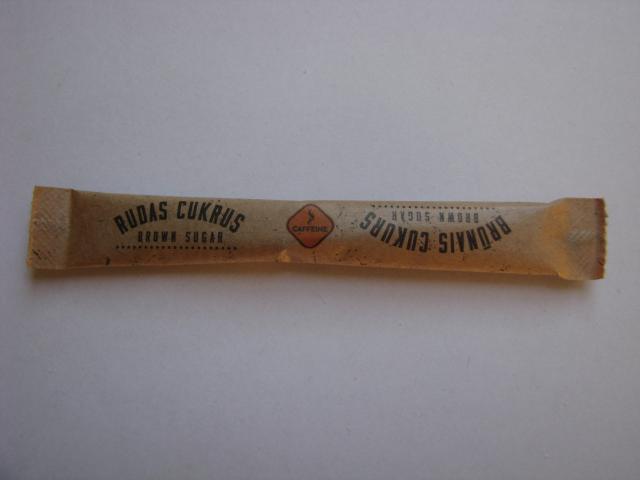 RUDAS CUKRUS
BROWN SUGAR
CAFFEINE
BRŪNAIS CUKURS
BROWN SUGAR